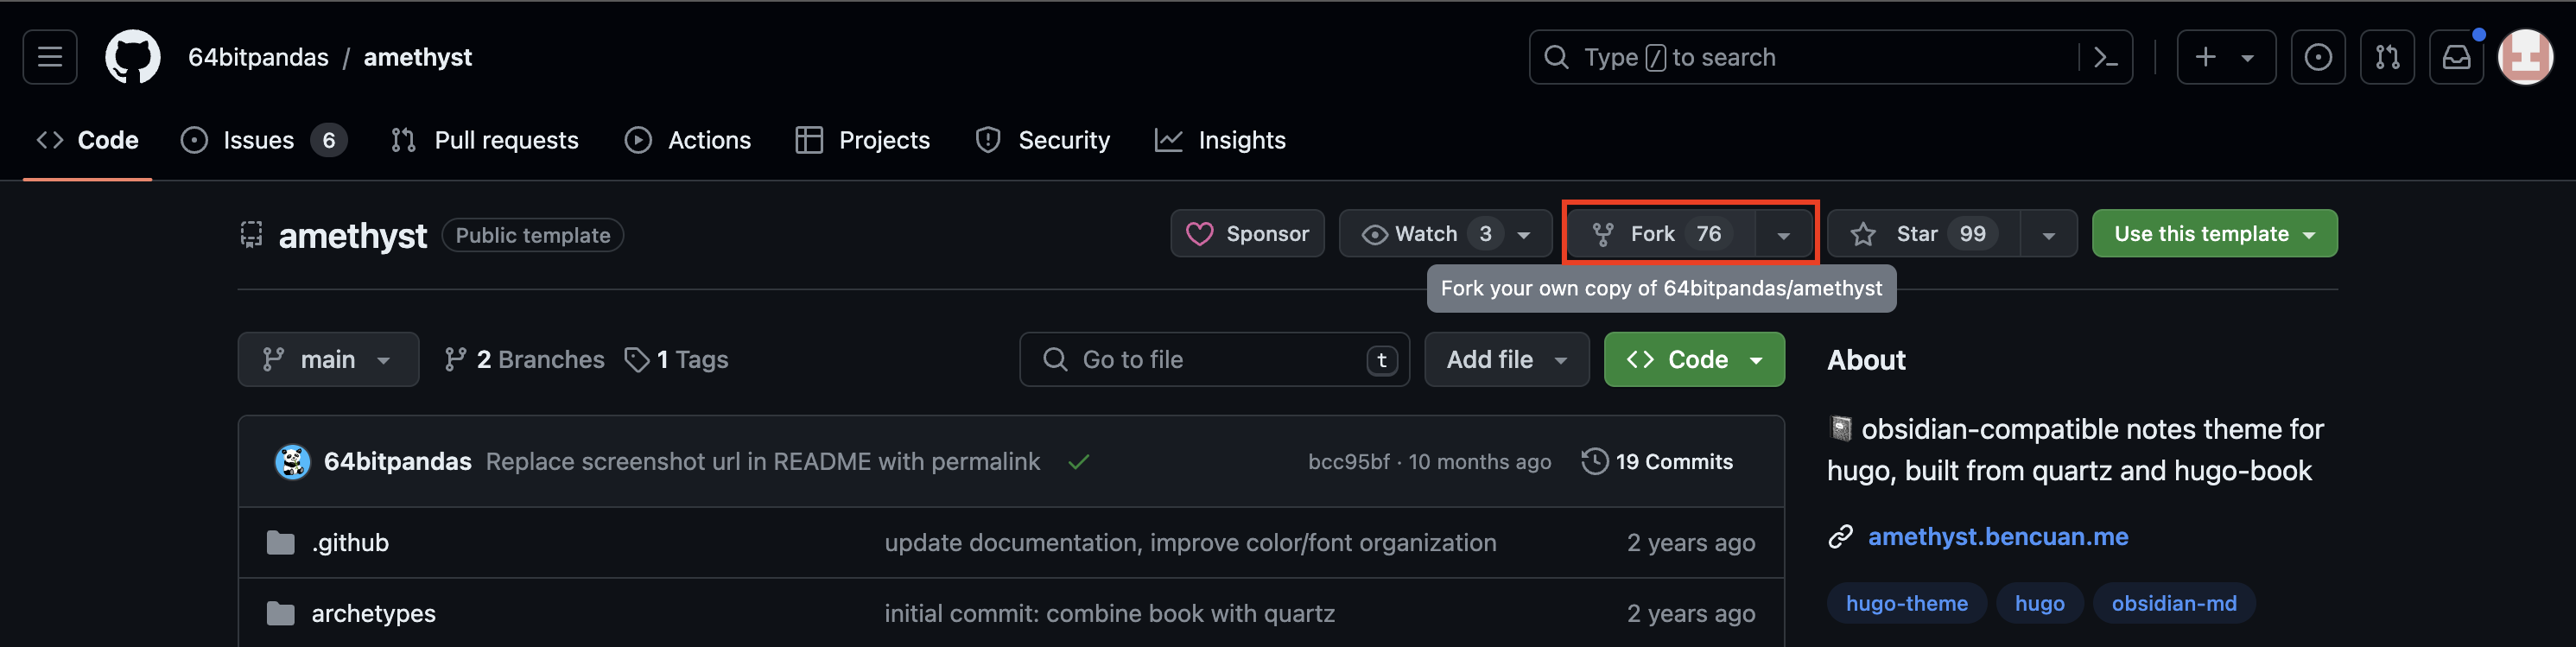 64bitpandas / amethyst
Type / to search
Code
Issues 6
Pull requests
Actions
Projects
Security
Insights
amethyst Public template
Sponsor
Watch 3
Fork 76
Star 99
Use this template
Fork your own copy of 64bitpandas/amethyst
main
2 Branches
1 Tags
Go to file t
Add file
Code
About
64bitpandas Replace screenshot url in README with permalink
bcc95bf · 10 months ago
19 Commits
.github update documentation, improve color/font organization 2 years ago
archetypes initial commit: combine book with quartz 2 years ago
obsidian-compatible notes theme for
hugo, built from quartz and hugo-book
amethyst.bencuan.me
hugo-theme hugo obsidian-md